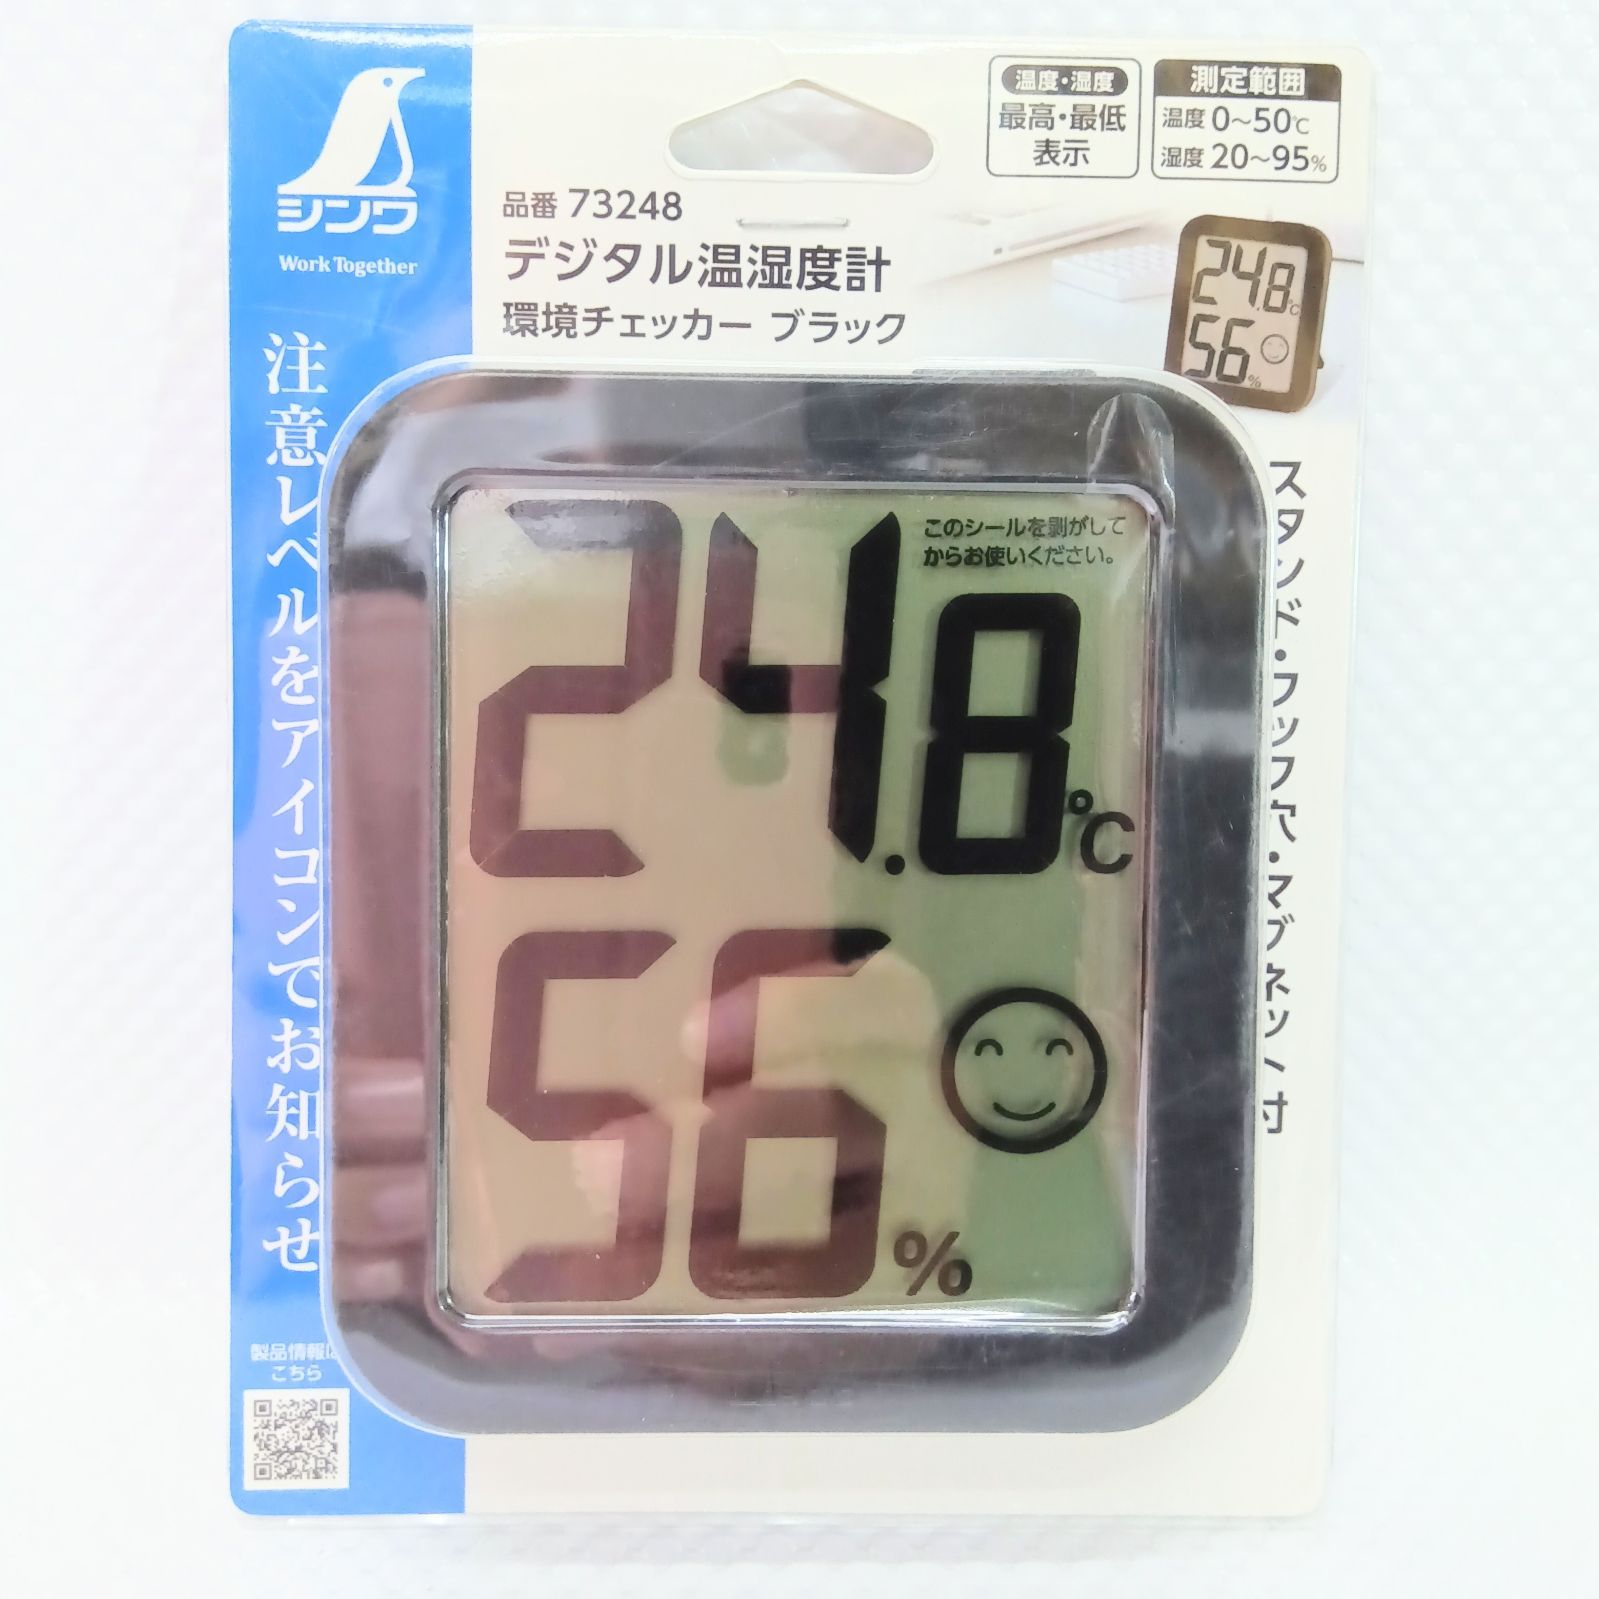 シンワ
Work Together
注意レベルをアイコンでお知らせ
製品情報は
こちら
温度・湿度
最高・最低
表示
測定範囲
温度 0～50℃
湿度 20～95%
品番 73248
デジタル温湿度計
環境チェッカー ブラック
24.8℃
56%
スタンド・フック穴・マグネット付
このシールを剥がして
からお使いください。
24.8℃
56%